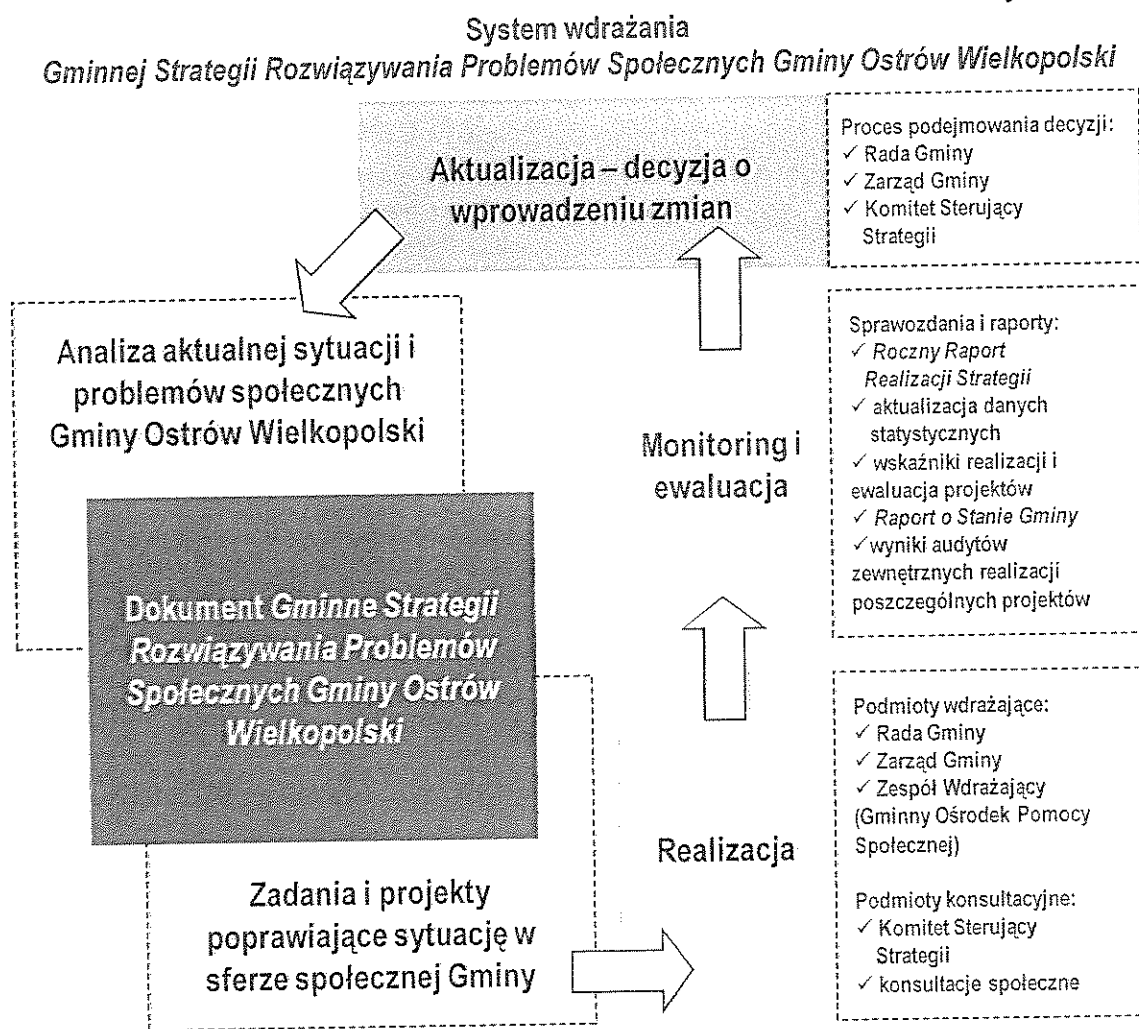 System wdrażania
Gminnej Strategii Rozwiązywania Problemów Społecznych Gminy Ostrów Wielkopolski
Aktualizacja – decyzja o
wprowadzeniu zmian
Proces podejmowania decyzji:
✓ Rada Gminy
✓ Zarząd Gminy
✓ Komitet Sterujący
Strategii
Analiza aktualnej sytuacji i
problemów społecznych
Gminy Ostrów Wielkopolski
Monitoring i
ewaluacja
Sprawozdania i raporty:
✓ Roczny Raport
Realizacji Strategii
✓ aktualizacja danych
statystycznych
✓ wskaźniki realizacji i
ewaluacja projektów
✓ Raport o Stanie Gminy
✓ wyniki audytów
zewnętrznych realizacji
poszczególnych projektów
Dokument Gminne Strategii
Rozwiązywania Problemów
Społecznych Gminy Ostrów
Wielkopolski
Zadania i projekty
poprawiające sytuację w
sferze społecznej Gminy
Realizacja
Podmioty wdrażające:
✓ Rada Gminy
✓ Zarząd Gminy
✓ Zespół Wdrażający
(Gminny Ośrodek Pomocy
Społecznej)
Podmioty konsultacyjne:
✓ Komitet Sterujący
Strategii
✓ konsultacje społeczne